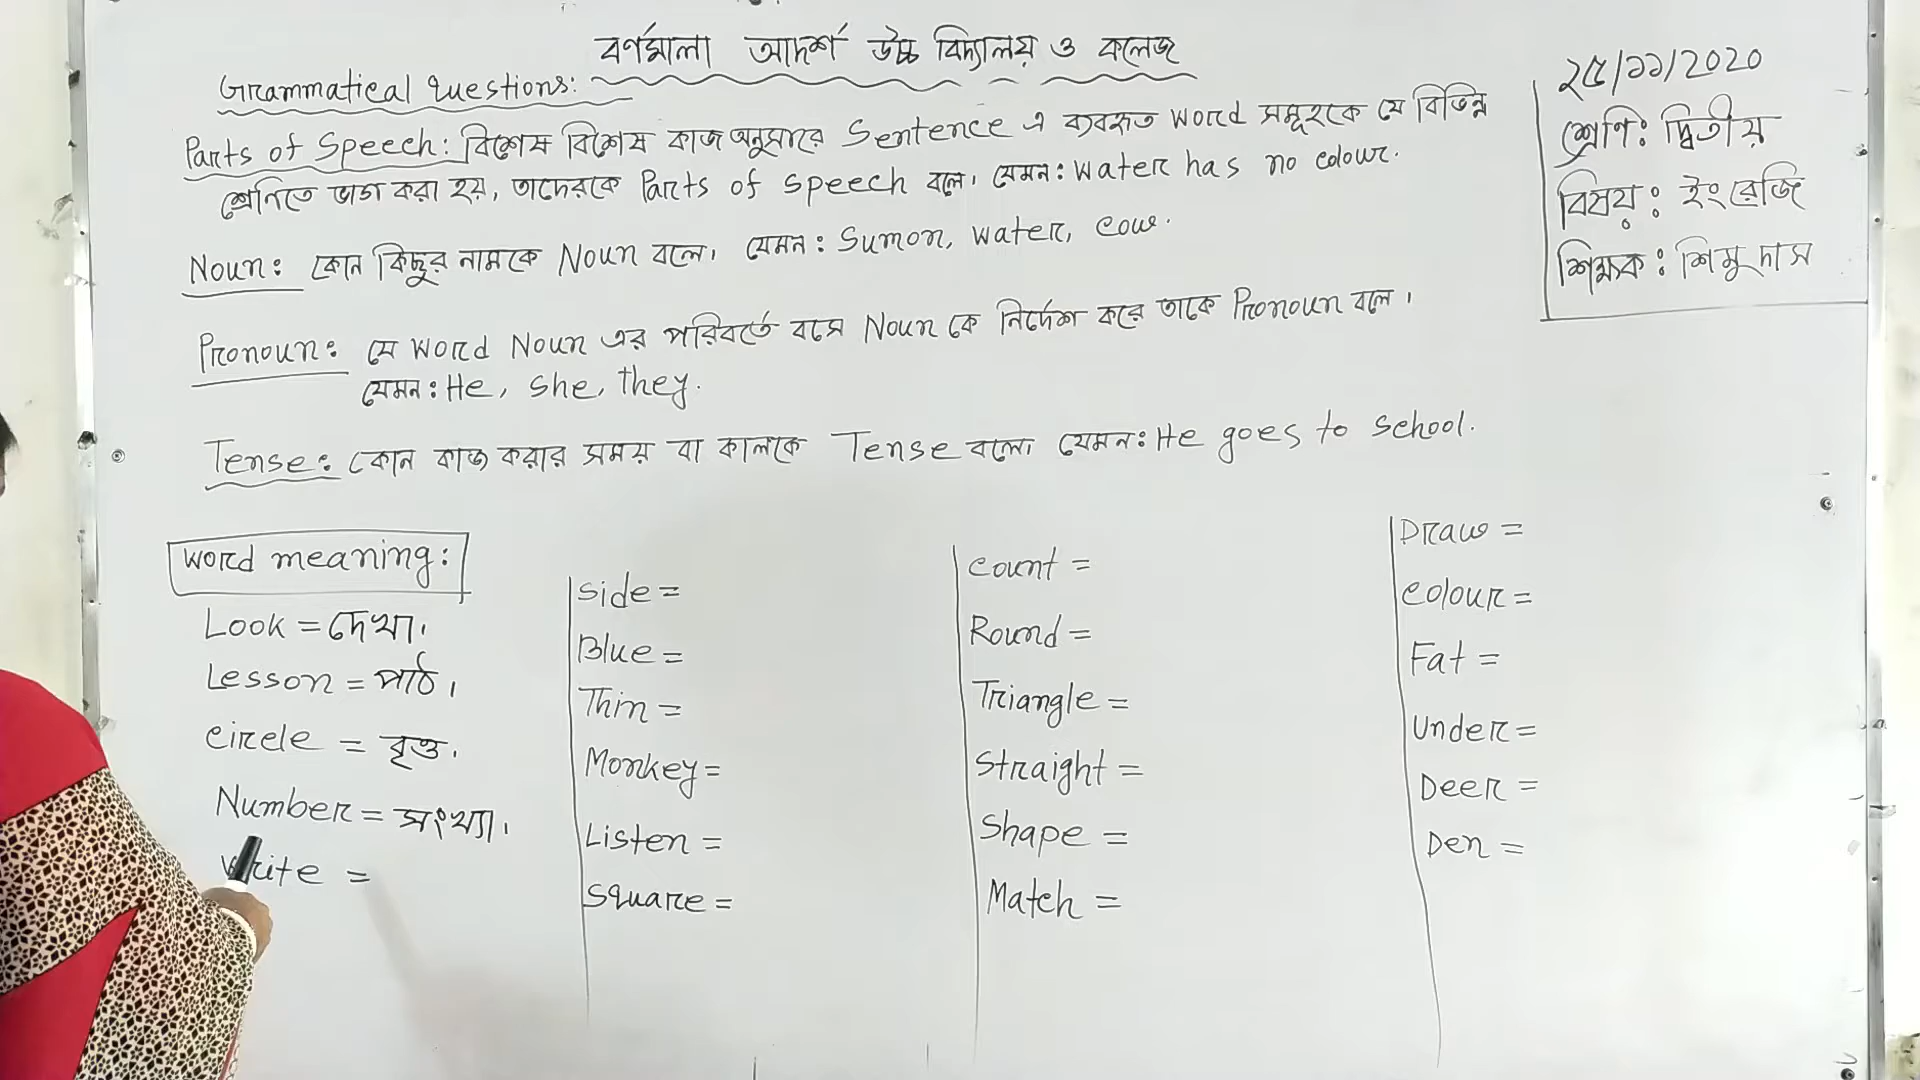 বর্ণমালা আদর্শ উচ্চ বিদ্যালয় ও কলেজ
২৫/১১/2020
শ্রেণি: দ্বিতীয়
বিষয়: ইংরেজি
শিক্ষক: শিমু দাস
Grammatical questions:
Parts of Speech: বিশেষ বিশেষ কাজ অনুসারে Sentence এ ব্যবহৃত word সমূহকে যে বিভিন্ন
শ্রেণিতে ভাগ করা হয়, তাদেরকে Parts of speech বলে। যেমন: water has no colour.
Noun: কোন কিছুর নামকে Noun বলে। যেমন: Sumon, water, cow.
Pronoun: যে word Noun এর পরিবর্তে বসে Noun কে নির্দেশ করে তাকে Pronoun বলে।
যেমন: He, she, they.
Tense: কোন কাজ করার সময় বা কালকে Tense বলে। যেমন: He goes to school.
word meaning:
Look = দেখা।
Lesson = পাঠ।
circle = বৃত্ত।
Number = সংখ্যা।
write =
side =
Blue =
Thin =
Monkey =
Listen =
square =
count =
Round =
Triangle =
Straight =
Shape =
Match =
Draw =
colour =
Fat =
under =
Deer =
Den =